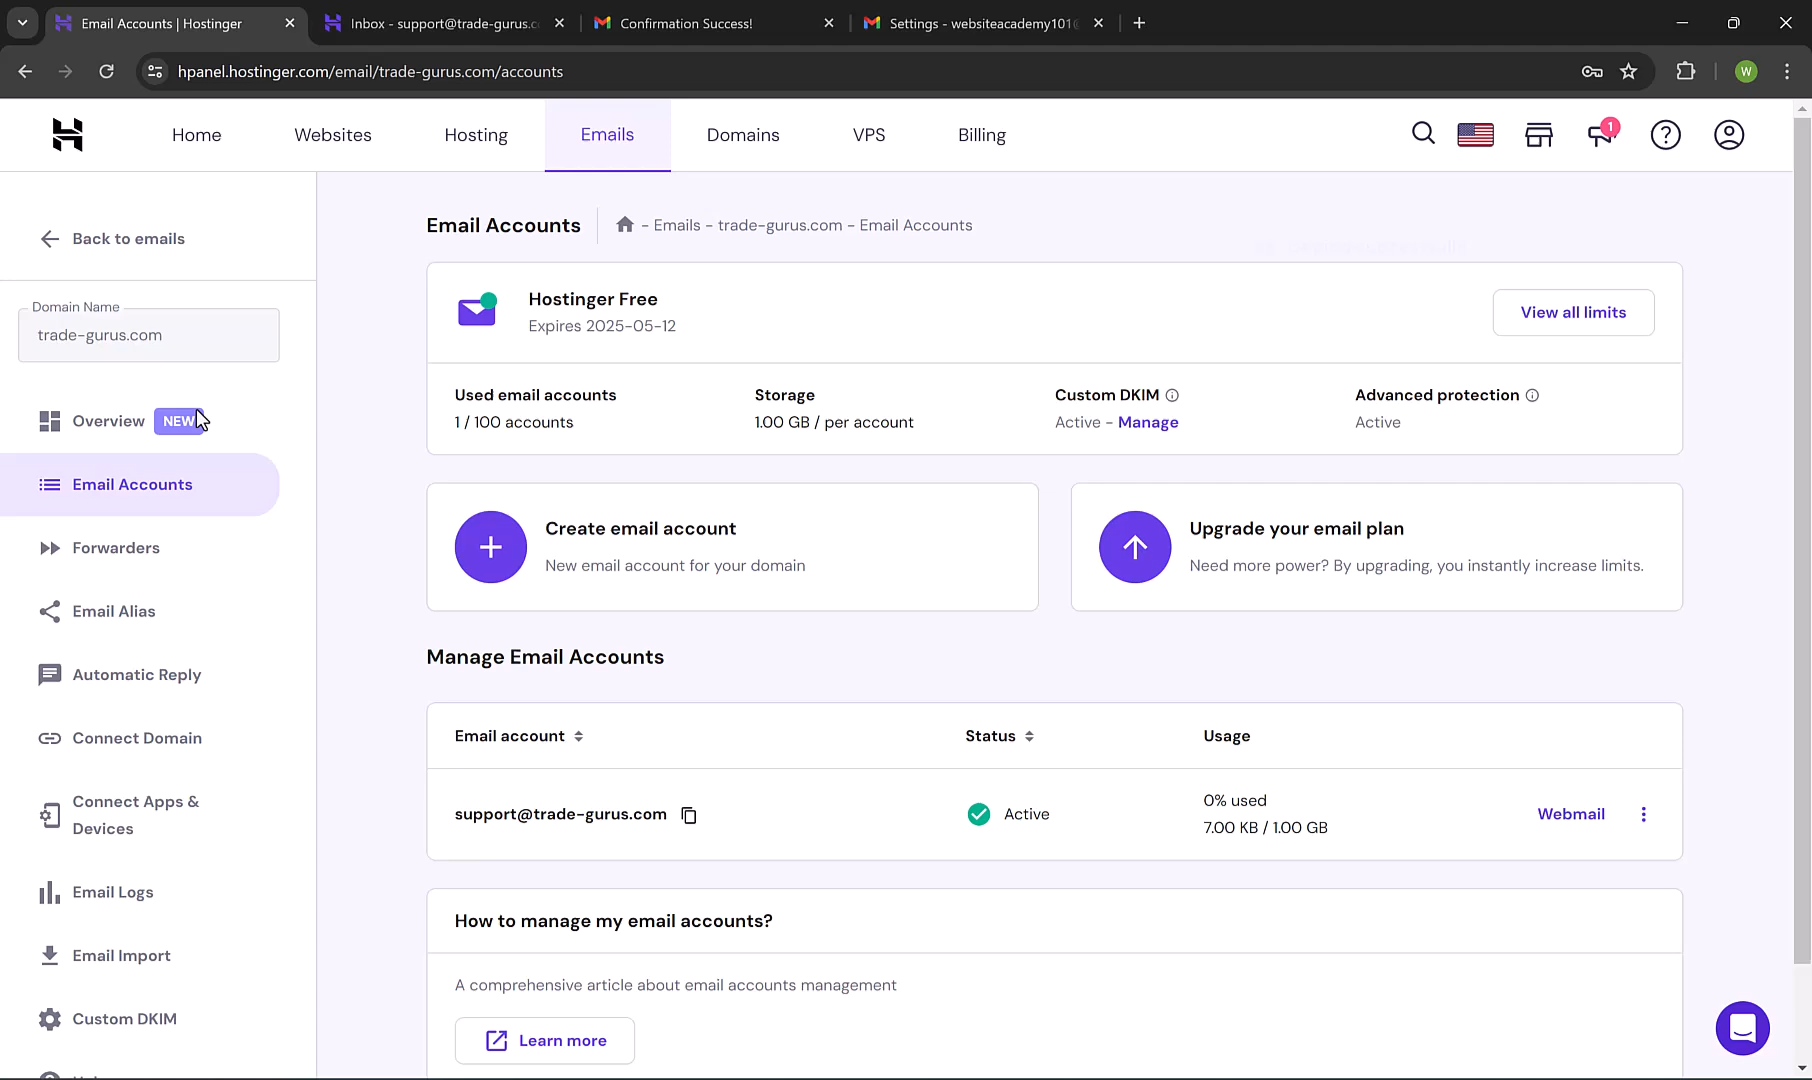 Email Accounts | Hostinger
Inbox - support@trade-gurus.c
Confirmation Success!
Settings - websiteacademy101
hpanel.hostinger.com/email/trade-gurus.com/accounts
W
Home
Websites
Hosting
Emails
Domains
VPS
Billing
1
Back to emails
Domain Name
trade-gurus.com
Overview NEW
Email Accounts
Forwarders
Email Alias
Automatic Reply
Connect Domain
Connect Apps &
Devices
Email Logs
Email Import
Custom DKIM
Email Accounts
- Emails - trade-gurus.com - Email Accounts
Hostinger Free
Expires 2025-05-12
View all limits
Used email accounts
1 / 100 accounts
Storage
1.00 GB / per account
Custom DKIM
Active - Manage
Advanced protection
Active
Create email account
New email account for your domain
Upgrade your email plan
Need more power? By upgrading, you instantly increase limits.
Manage Email Accounts
Email account
Status
Usage
support@trade-gurus.com
Active
0% used
7.00 KB / 1.00 GB
Webmail
How to manage my email accounts?
A comprehensive article about email accounts management
Learn more